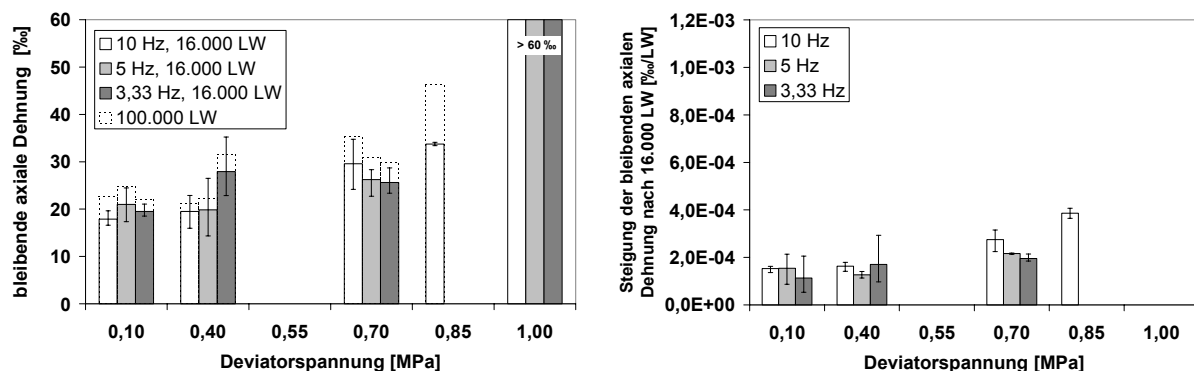 bleibende axiale Dehnung [‰]
60
50
40
30
20
10
0
10 Hz, 16.000 LW
5 Hz, 16.000 LW
3,33 Hz, 16.000 LW
100.000 LW
> 60 ‰
0,10 0,40 0,55 0,70 0,85 1,00
Deviatorspannung [MPa]
Steigung der bleibenden axialen
Dehnung nach 16.000 LW [‰/LW]
1,2E-03
1,0E-03
8,0E-04
6,0E-04
4,0E-04
2,0E-04
0,0E+00
10 Hz
5 Hz
3,33 Hz
0,10 0,40 0,55 0,70 0,85 1,00
Deviatorspannung [MPa]